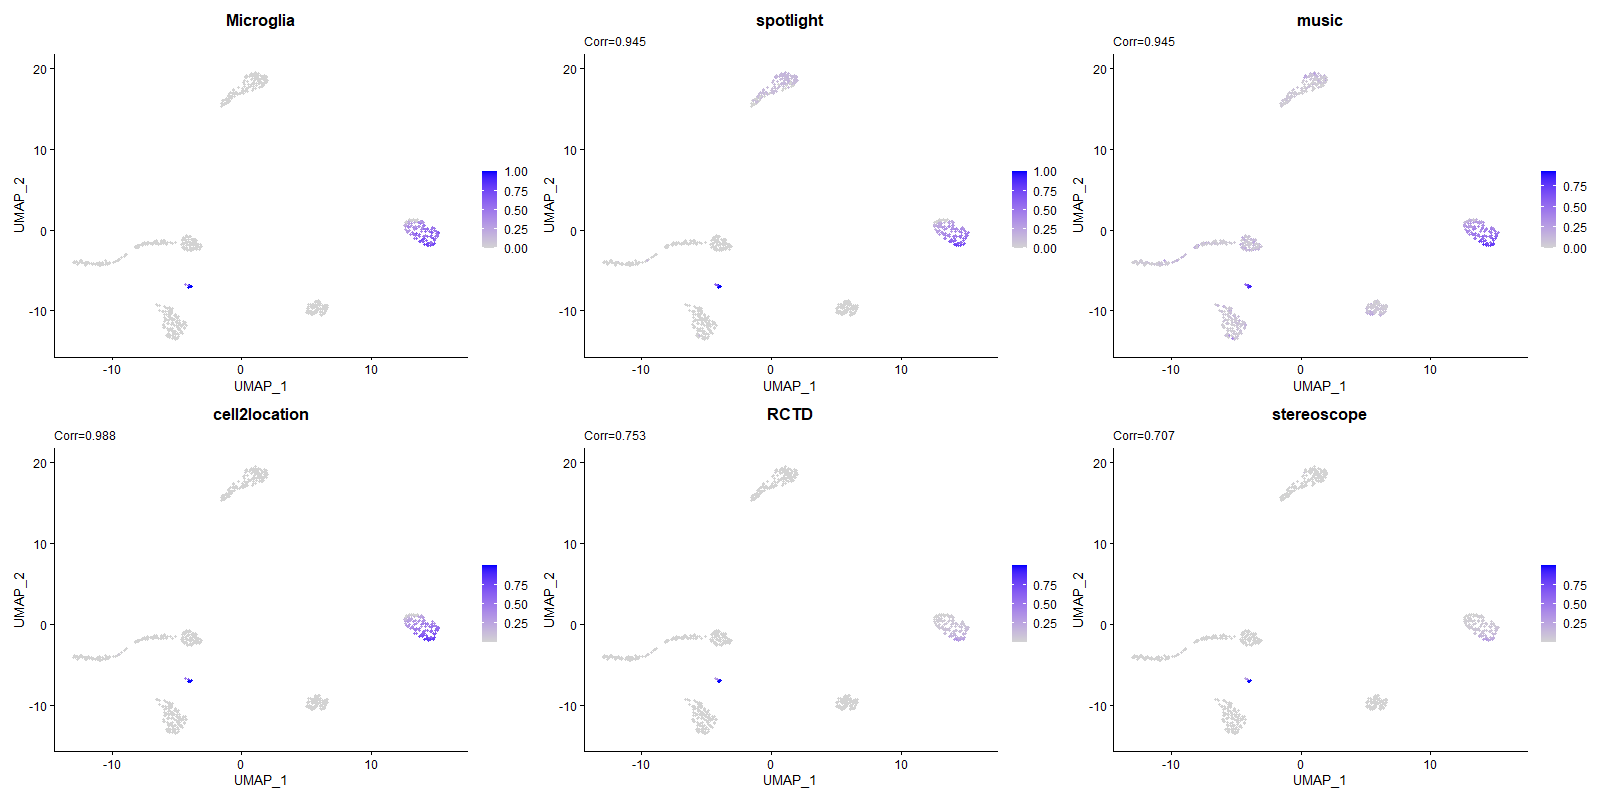 Microglia
20
10
0
-10
UMAP_2
-10 0 10
UMAP_1
1.00
0.75
0.50
0.25
0.00
spotlight
Corr=0.945
20
10
0
-10
UMAP_2
-10 0 10
UMAP_1
1.00
0.75
0.50
0.25
0.00
music
Corr=0.945
20
10
0
-10
UMAP_2
-10 0 10
UMAP_1
0.75
0.50
0.25
0.00
cell2location
Corr=0.988
20
10
0
-10
UMAP_2
-10 0 10
UMAP_1
0.75
0.50
0.25
RCTD
Corr=0.753
20
10
0
-10
UMAP_2
-10 0 10
UMAP_1
0.75
0.50
0.25
stereoscope
Corr=0.707
20
10
0
-10
UMAP_2
-10 0 10
UMAP_1
0.75
0.50
0.25